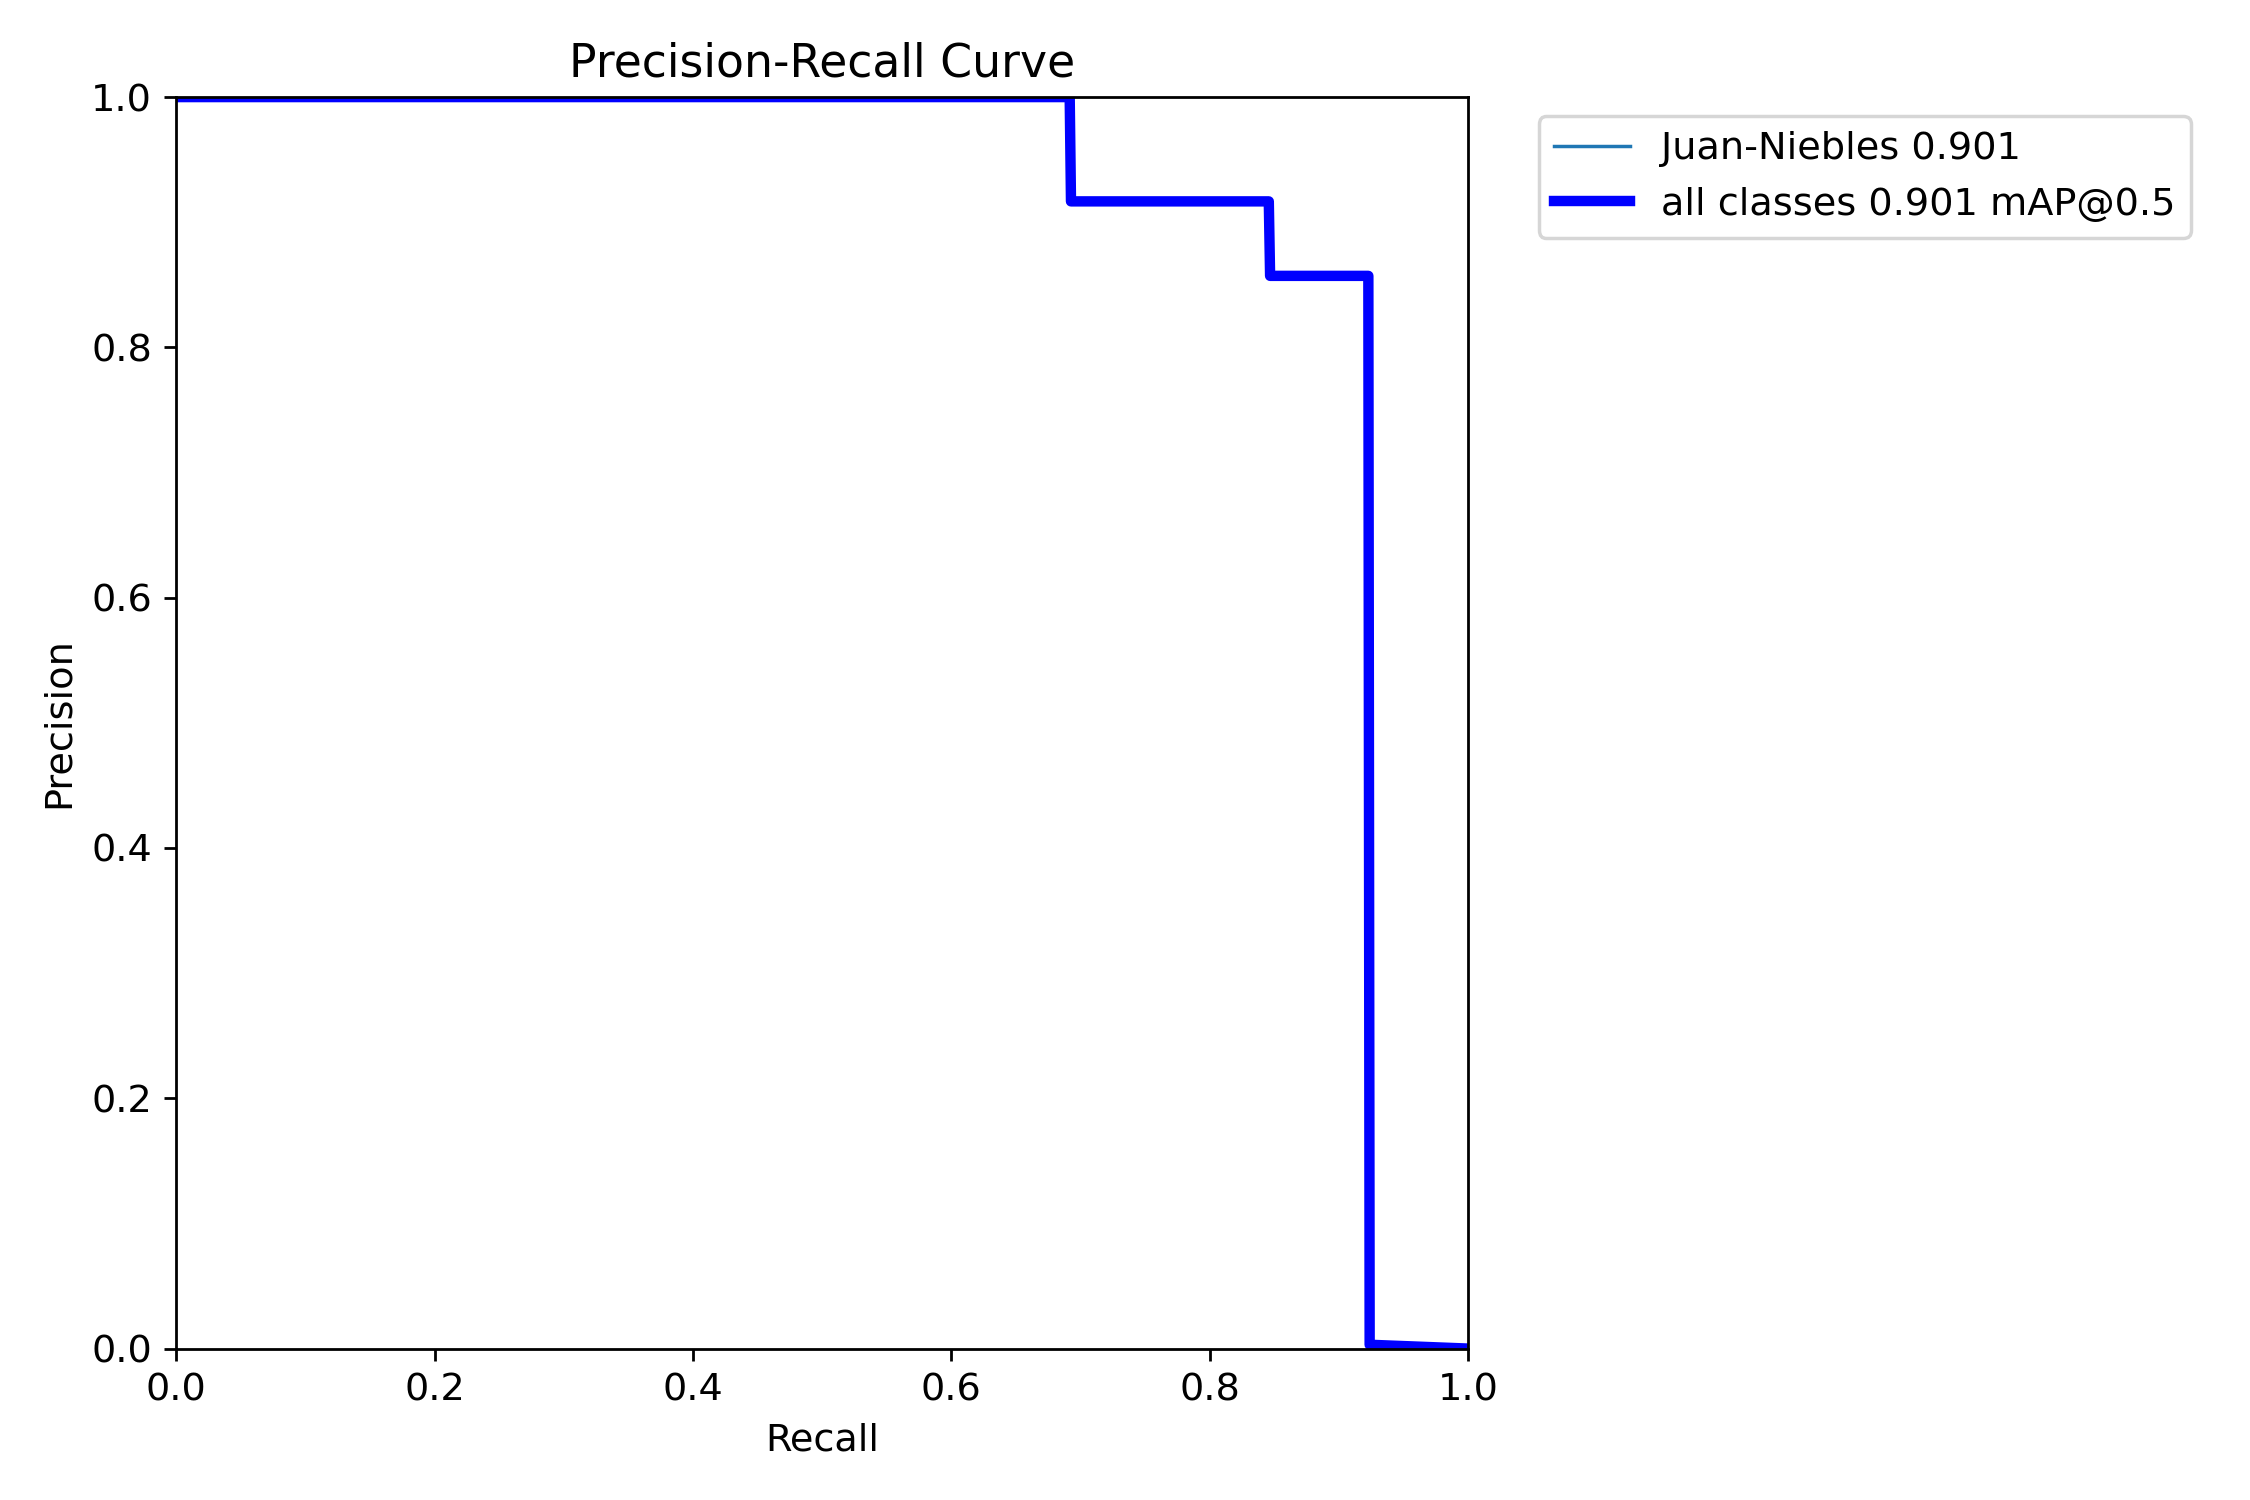 Precision-Recall Curve
1.0
0.8
0.6
0.4
0.2
0.0
Precision
0.0 0.2 0.4 0.6 0.8 1.0
Recall
Juan-Niebles 0.901
all classes 0.901 mAP@0.5